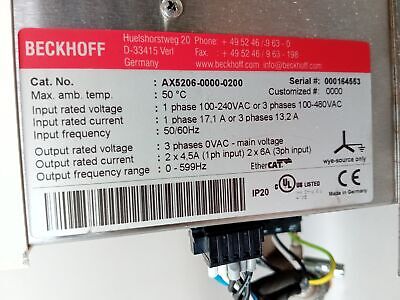 BECKHOFF
Huelshorstweg 20 Phone: + 49 52 46 / 9 63 - 0
D-33415 Verl Fax: + 49 52 46 / 9 63 - 198
Germany www.beckhoff.com info@beckhoff.com
Cat. No. : AX5206-0000-0200 Serial #: 000164553
Max. amb. temp. : 50 °C Customized #: 0000
Input rated voltage : 1 phase 100-240VAC or 3 phases 100-480VAC
Input rated current : 1 phase 17,1 A or 3 phases 13,2 A
Input frequency : 50/60Hz
Output rated voltage : 3 phases 0VAC - main voltage
Output rated current : 2 x 4,5A (1ph input) 2 x 6A (3ph input)
Output frequency range : 0 - 599Hz
EtherCAT
wye-source only
IP20
C UL US LISTED
CE
Made in Germany